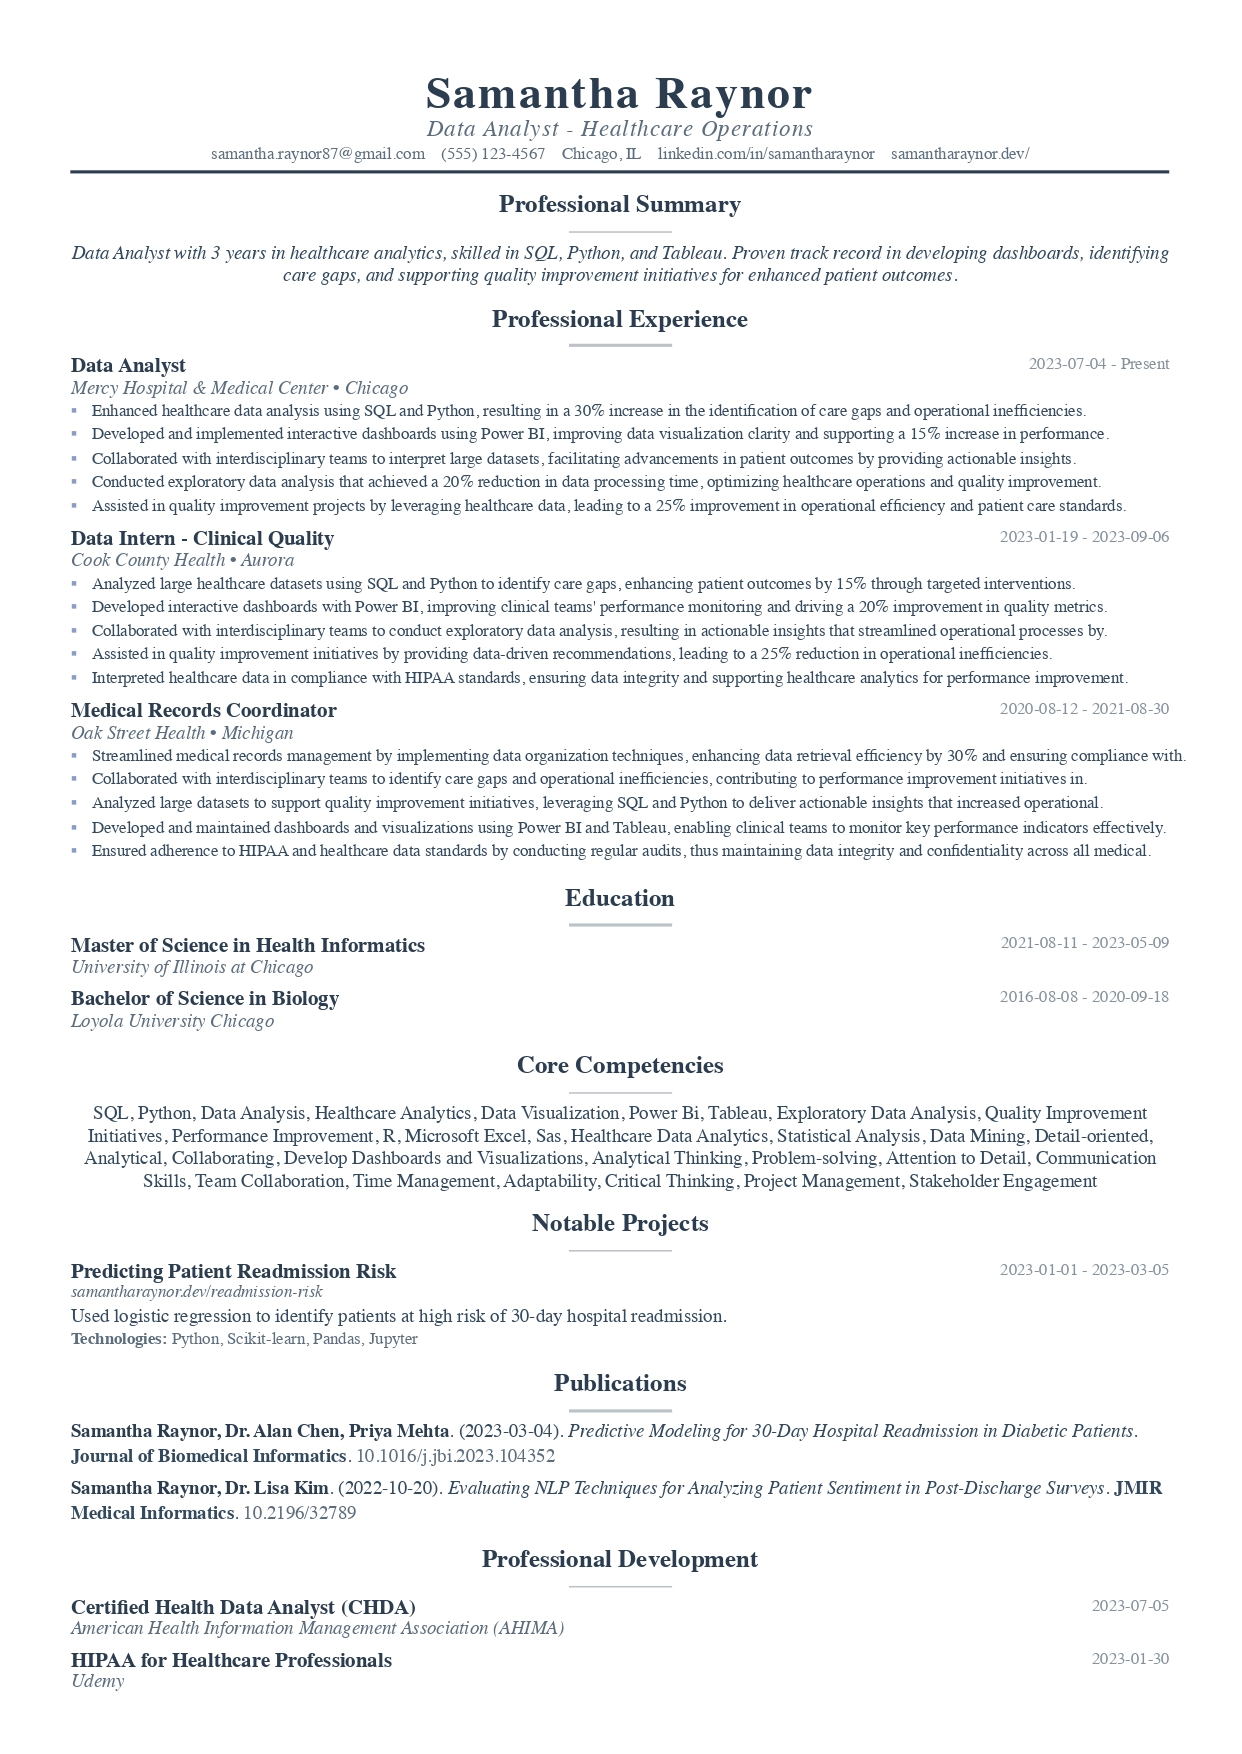 Samantha Raynor
Data Analyst - Healthcare Operations
samantha.raynor87@gmail.com (555) 123-4567 Chicago, IL linkedin.com/in/samantharaynor samantharaynor.dev/
Professional Summary
Data Analyst with 3 years in healthcare analytics, skilled in SQL, Python, and Tableau. Proven track record in developing dashboards, identifying
care gaps, and supporting quality improvement initiatives for enhanced patient outcomes.
Professional Experience
Data Analyst 2023-07-04 - Present
Mercy Hospital & Medical Center • Chicago
▪ Enhanced healthcare data analysis using SQL and Python, resulting in a 30% increase in the identification of care gaps and operational inefficiencies.
▪ Developed and implemented interactive dashboards using Power BI, improving data visualization clarity and supporting a 15% increase in performance.
▪ Collaborated with interdisciplinary teams to interpret large datasets, facilitating advancements in patient outcomes by providing actionable insights.
▪ Conducted exploratory data analysis that achieved a 20% reduction in data processing time, optimizing healthcare operations and quality improvement.
▪ Assisted in quality improvement projects by leveraging healthcare data, leading to a 25% improvement in operational efficiency and patient care standards.
Data Intern - Clinical Quality 2023-01-19 - 2023-09-06
Cook County Health • Aurora
▪ Analyzed large healthcare datasets using SQL and Python to identify care gaps, enhancing patient outcomes by 15% through targeted interventions.
▪ Developed interactive dashboards with Power BI, improving clinical teams' performance monitoring and driving a 20% improvement in quality metrics.
▪ Collaborated with interdisciplinary teams to conduct exploratory data analysis, resulting in actionable insights that streamlined operational processes by.
▪ Assisted in quality improvement initiatives by providing data-driven recommendations, leading to a 25% reduction in operational inefficiencies.
▪ Interpreted healthcare data in compliance with HIPAA standards, ensuring data integrity and supporting healthcare analytics for performance improvement.
Medical Records Coordinator 2020-08-12 - 2021-08-30
Oak Street Health • Michigan
▪ Streamlined medical records management by implementing data organization techniques, enhancing data retrieval efficiency by 30% and ensuring compliance with.
▪ Collaborated with interdisciplinary teams to identify care gaps and operational inefficiencies, contributing to performance improvement initiatives in.
▪ Analyzed large datasets to support quality improvement initiatives, leveraging SQL and Python to deliver actionable insights that increased operational.
▪ Developed and maintained dashboards and visualizations using Power BI and Tableau, enabling clinical teams to monitor key performance indicators effectively.
▪ Ensured adherence to HIPAA and healthcare data standards by conducting regular audits, thus maintaining data integrity and confidentiality across all medical.
Education
Master of Science in Health Informatics 2021-08-11 - 2023-05-09
University of Illinois at Chicago
Bachelor of Science in Biology 2016-08-08 - 2020-09-18
Loyola University Chicago
Core Competencies
SQL, Python, Data Analysis, Healthcare Analytics, Data Visualization, Power Bi, Tableau, Exploratory Data Analysis, Quality Improvement
Initiatives, Performance Improvement, R, Microsoft Excel, Sas, Healthcare Data Analytics, Statistical Analysis, Data Mining, Detail-oriented,
Analytical, Collaborating, Develop Dashboards and Visualizations, Analytical Thinking, Problem-solving, Attention to Detail, Communication
Skills, Team Collaboration, Time Management, Adaptability, Critical Thinking, Project Management, Stakeholder Engagement
Notable Projects
Predicting Patient Readmission Risk 2023-01-01 - 2023-03-05
samantharaynor.dev/readmission-risk
Used logistic regression to identify patients at high risk of 30-day hospital readmission.
Technologies: Python, Scikit-learn, Pandas, Jupyter
Publications
Samantha Raynor, Dr. Alan Chen, Priya Mehta. (2023-03-04). Predictive Modeling for 30-Day Hospital Readmission in Diabetic Patients.
Journal of Biomedical Informatics. 10.1016/j.jbi.2023.104352
Samantha Raynor, Dr. Lisa Kim. (2022-10-20). Evaluating NLP Techniques for Analyzing Patient Sentiment in Post-Discharge Surveys. JMIR
Medical Informatics. 10.2196/32789
Professional Development
Certified Health Data Analyst (CHDA) 2023-07-05
American Health Information Management Association (AHIMA)
HIPAA for Healthcare Professionals 2023-01-30
Udemy